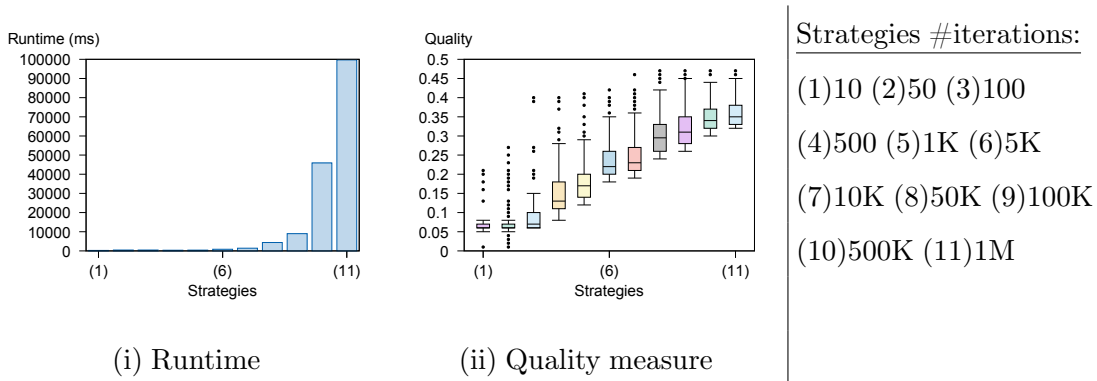 Runtime (ms)
100000
90000
80000
70000
60000
50000
40000
30000
20000
10000
0
(1) (6) (11)
Strategies
(i) Runtime
Quality
0.5
0.45
0.4
0.35
0.3
0.25
0.2
0.15
0.1
0.05
0
(1) (6) (11)
Strategies
(ii) Quality measure
Strategies #iterations:
(1)10 (2)50 (3)100
(4)500 (5)1K (6)5K
(7)10K (8)50K (9)100K
(10)500K (11)1M